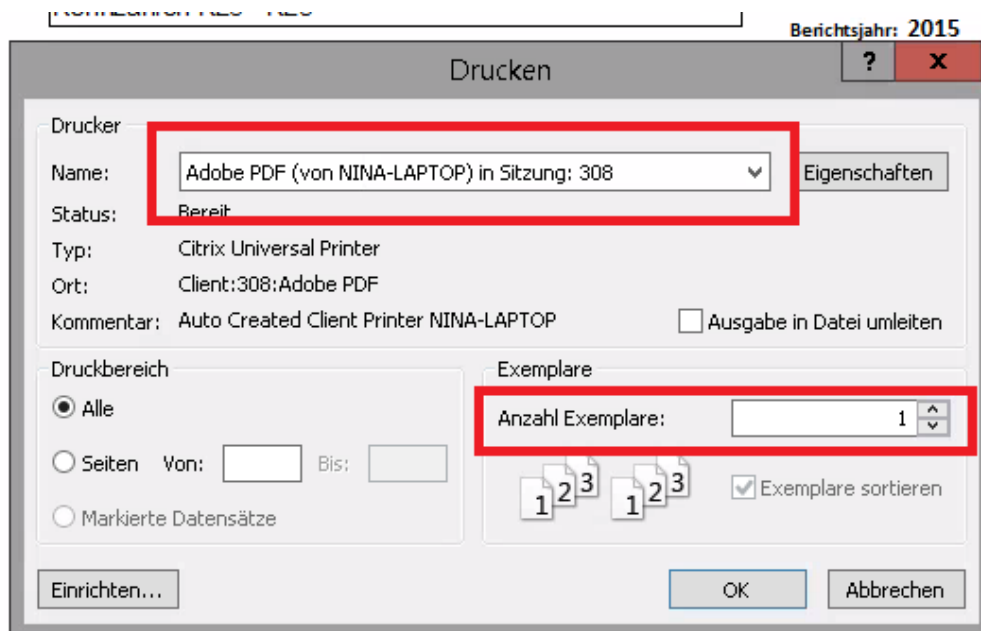 Berichtsjahr: 2015
Drucken
? x
Drucker
Name: Adobe PDF (von NINA-LAPTOP) in Sitzung: 308 Eigenschaften
Status: Bereit
Typ: Citrix Universal Printer
Ort: Client:308:Adobe PDF
Kommentar: Auto Created Client Printer NINA-LAPTOP Ausgabe in Datei umleiten
Druckbereich Exemplare
Alle Anzahl Exemplare: 1
Seiten Von: Bis:
1 2 3 1 2 3 Exemplare sortieren
Markierte Datensätze
Einrichten... OK Abbrechen